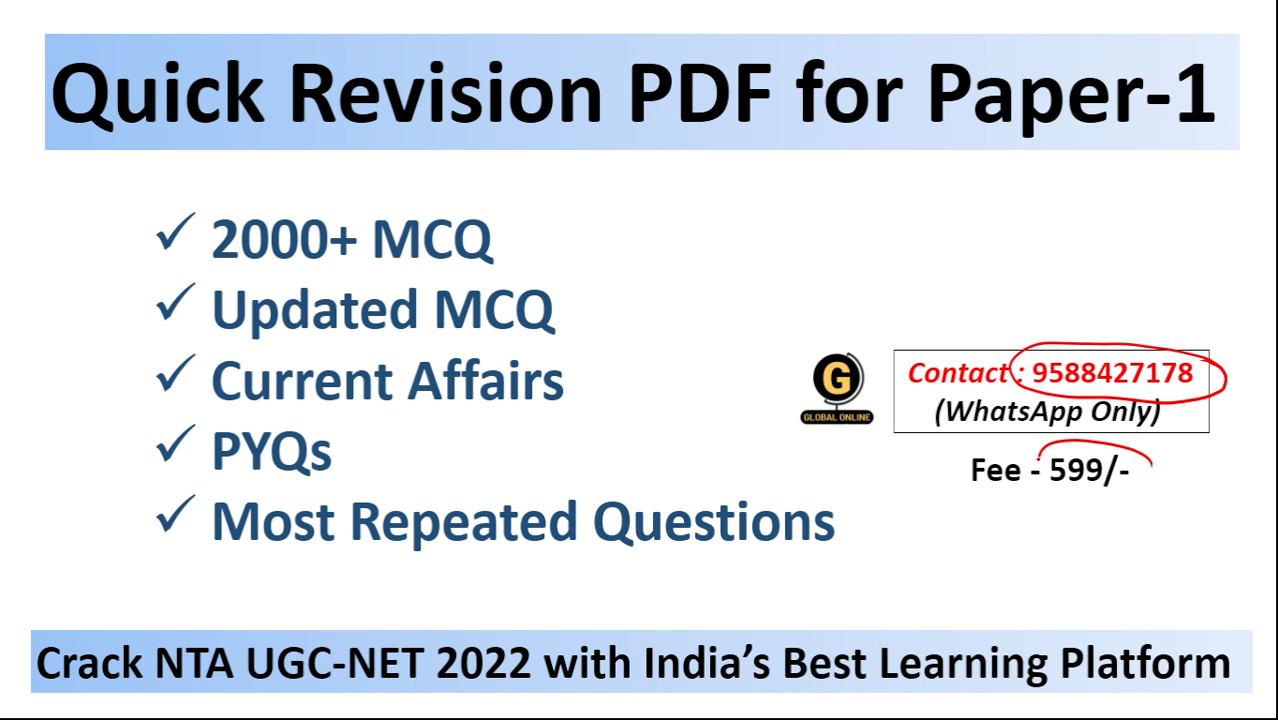 Quick Revision PDF for Paper-1
✓ 2000+ MCQ
✓ Updated MCQ
✓ Current Affairs
✓ PYQs
✓ Most Repeated Questions
G
GLOBAL ONLINE
Contact : 9588427178
(WhatsApp Only)
Fee - 599/-
Crack NTA UGC-NET 2022 with India's Best Learning Platform